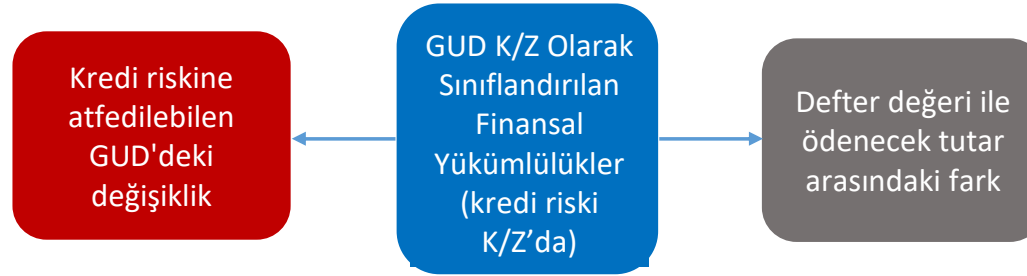 Kredi riskine
atfedilebilen
GUD'deki
değişiklik
GUD K/Z Olarak
Sınıflandırılan
Finansal
Yükümlülükler
(kredi riski
K/Z’da)
Defter değeri ile
ödenecek tutar
arasındaki fark